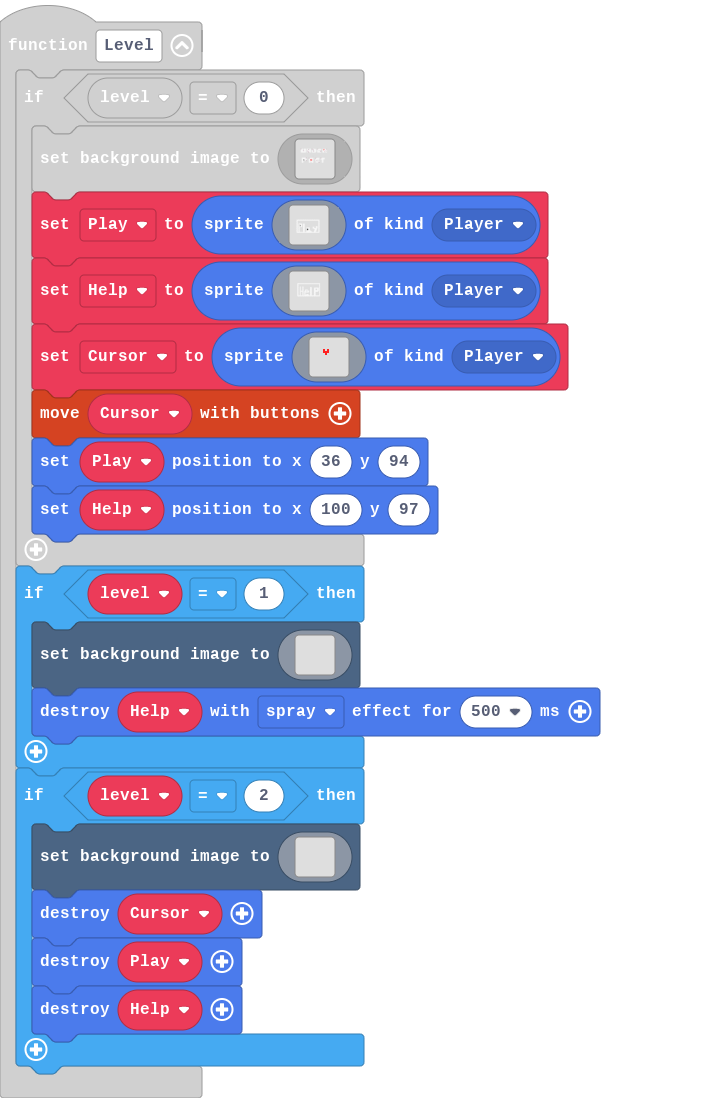 function Level
if level = 0 then
set background image to
set Play to sprite of kind Player
set Help to sprite of kind Player
set Cursor to sprite of kind Player
move Cursor with buttons
set Play position to x 36 y 94
set Help position to x 100 y 97
if level = 1 then
set background image to
destroy Help with spray effect for 500 ms
if level = 2 then
set background image to
destroy Cursor
destroy Play
destroy Help